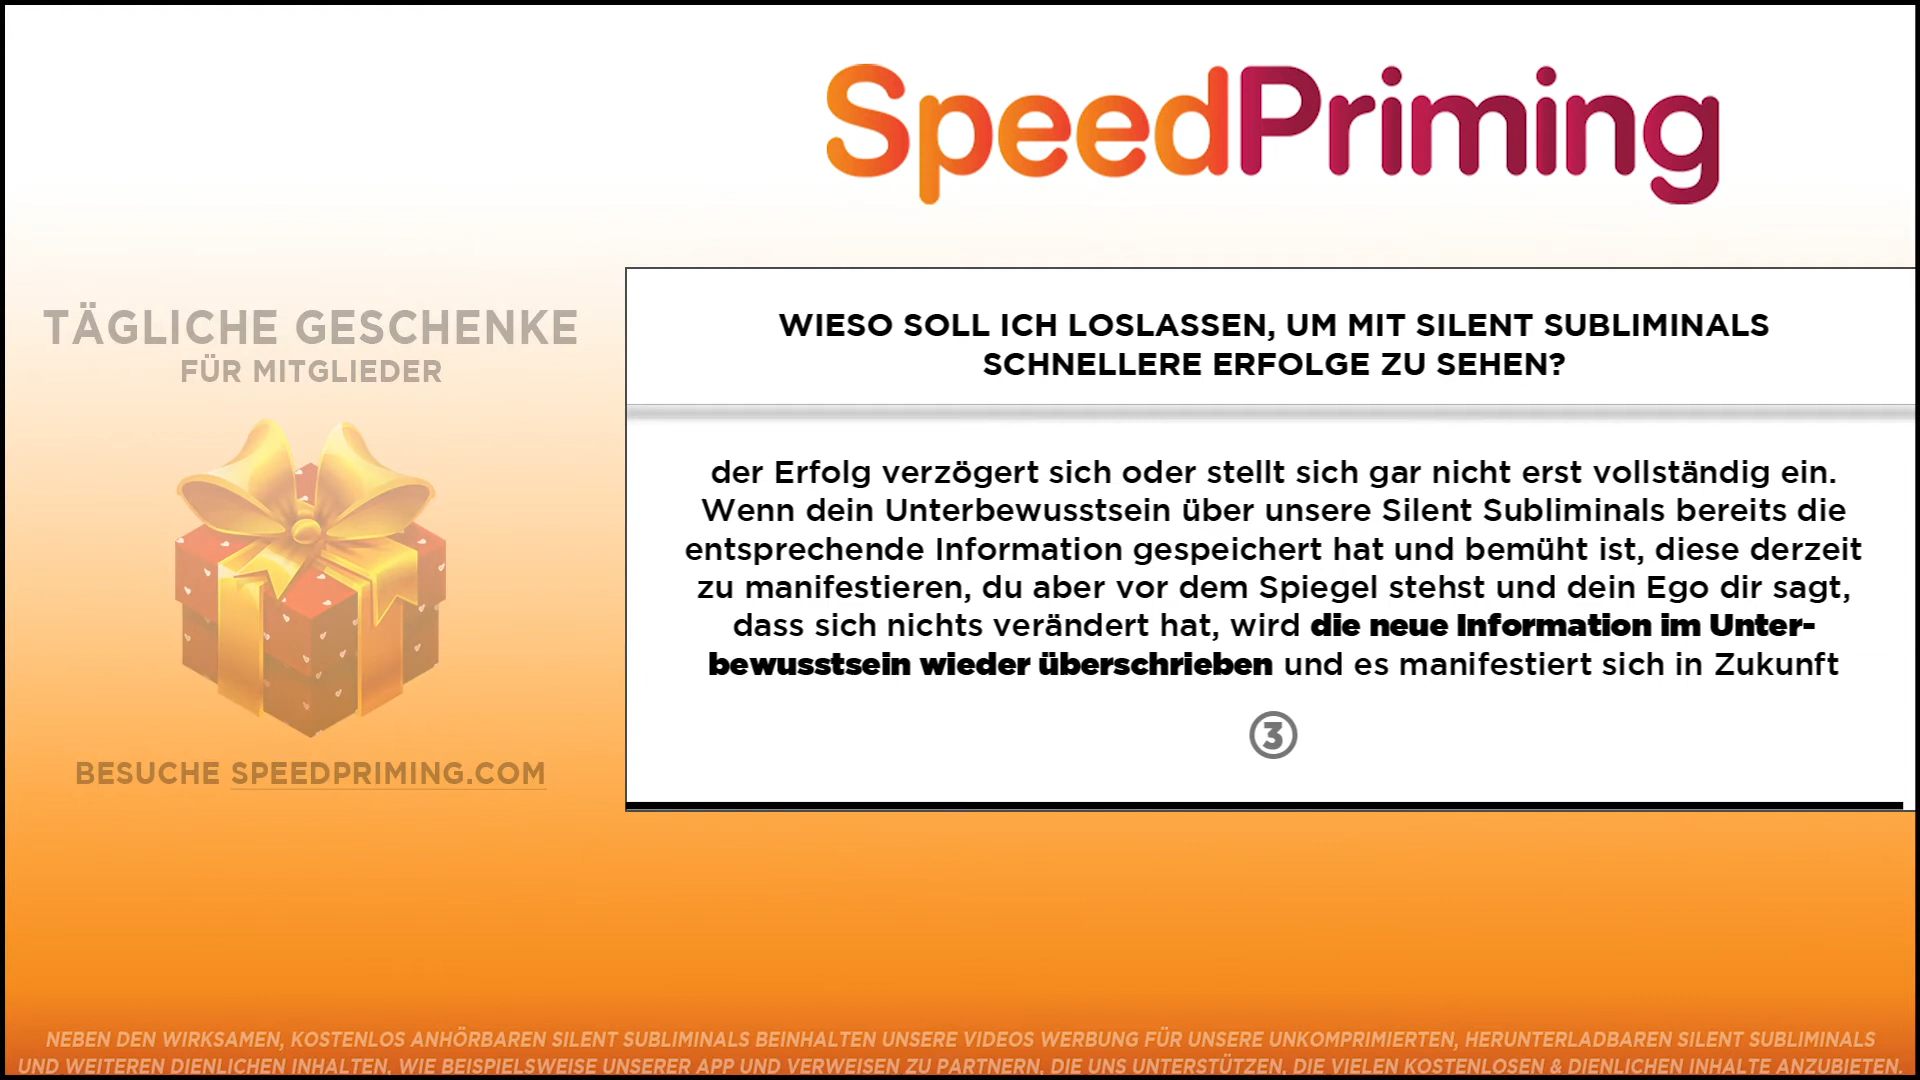 SpeedPriming
TÄGLICHE GESCHENKE
FÜR MITGLIEDER
BESUCHE SPEEDPRIMING.COM
WIESO SOLL ICH LOSLASSEN, UM MIT SILENT SUBLIMINALS
SCHNELLERE ERFOLGE ZU SEHEN?
der Erfolg verzögert sich oder stellt sich gar nicht erst vollständig ein.
Wenn dein Unterbewusstsein über unsere Silent Subliminals bereits die
entsprechende Information gespeichert hat und bemüht ist, diese derzeit
zu manifestieren, du aber vor dem Spiegel stehst und dein Ego dir sagt,
dass sich nichts verändert hat, wird die neue Information im Unter-
bewusstsein wieder überschrieben und es manifestiert sich in Zukunft
3
NEBEN DEN WIRKSAMEN, KOSTENLOS ANHÖRBAREN SILENT SUBLIMINALS BEINHALTEN UNSERE VIDEOS WERBUNG FÜR UNSERE UNKOMPRIMIERTEN, HERUNTERLADBAREN SILENT SUBLIMINALS
UND WEITEREN DIENLICHEN INHALTEN, WIE BEISPIELSWEISE UNSERER APP UND VERWEISEN ZU PARTNERN, DIE UNS UNTERSTÜTZEN, DIE VIELEN KOSTENLOSEN & DIENLICHEN INHALTE ANZUBIETEN.